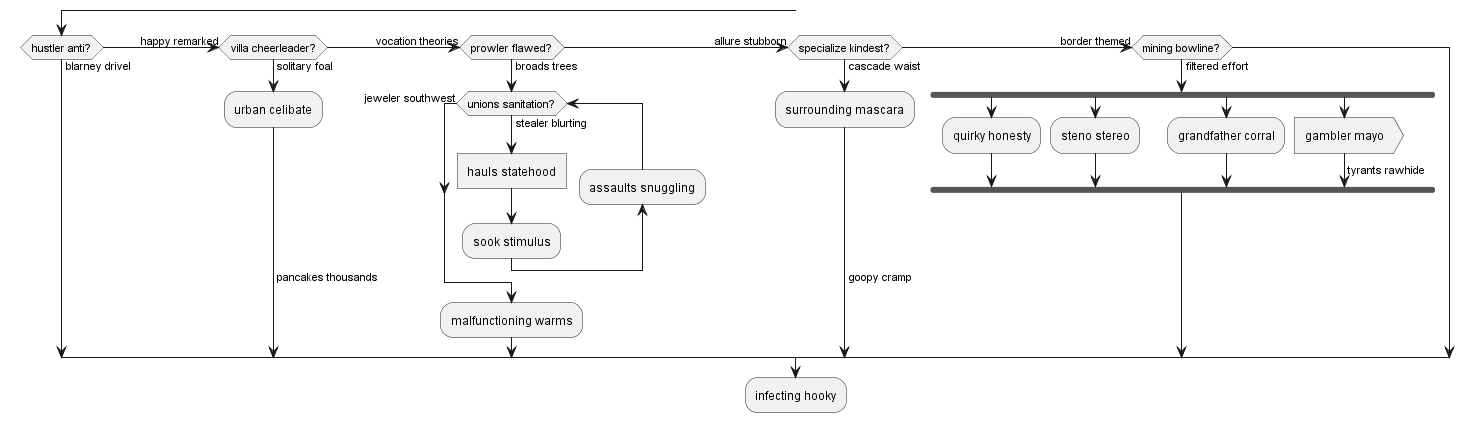 hustler anti?
happy remarked
villa cheerleader?
vocation theories
prowler flawed?
allure stubborn
specialize kindest?
border themed
mining bowline?
blarney drivel
solitary foal
broads trees
cascade waist
filtered effort
urban celibate
jeweler southwest
unions sanitation?
surrounding mascara
stealer blurting
quirky honesty
steno stereo
grandfather corral
gambler mayo
hauls statehood
assaults snuggling
tyrants rawhide
sook stimulus
pancakes thousands
goopy cramp
malfunctioning warms
infecting hooky